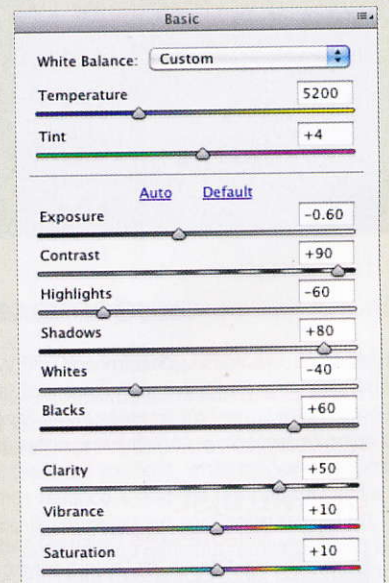 Basic
White Balance: Custom
Temperature 5200
Tint +4
Auto Default
Exposure -0.60
Contrast +90
Highlights -60
Shadows +80
Whites -40
Blacks +60
Clarity +50
Vibrance +10
Saturation +10